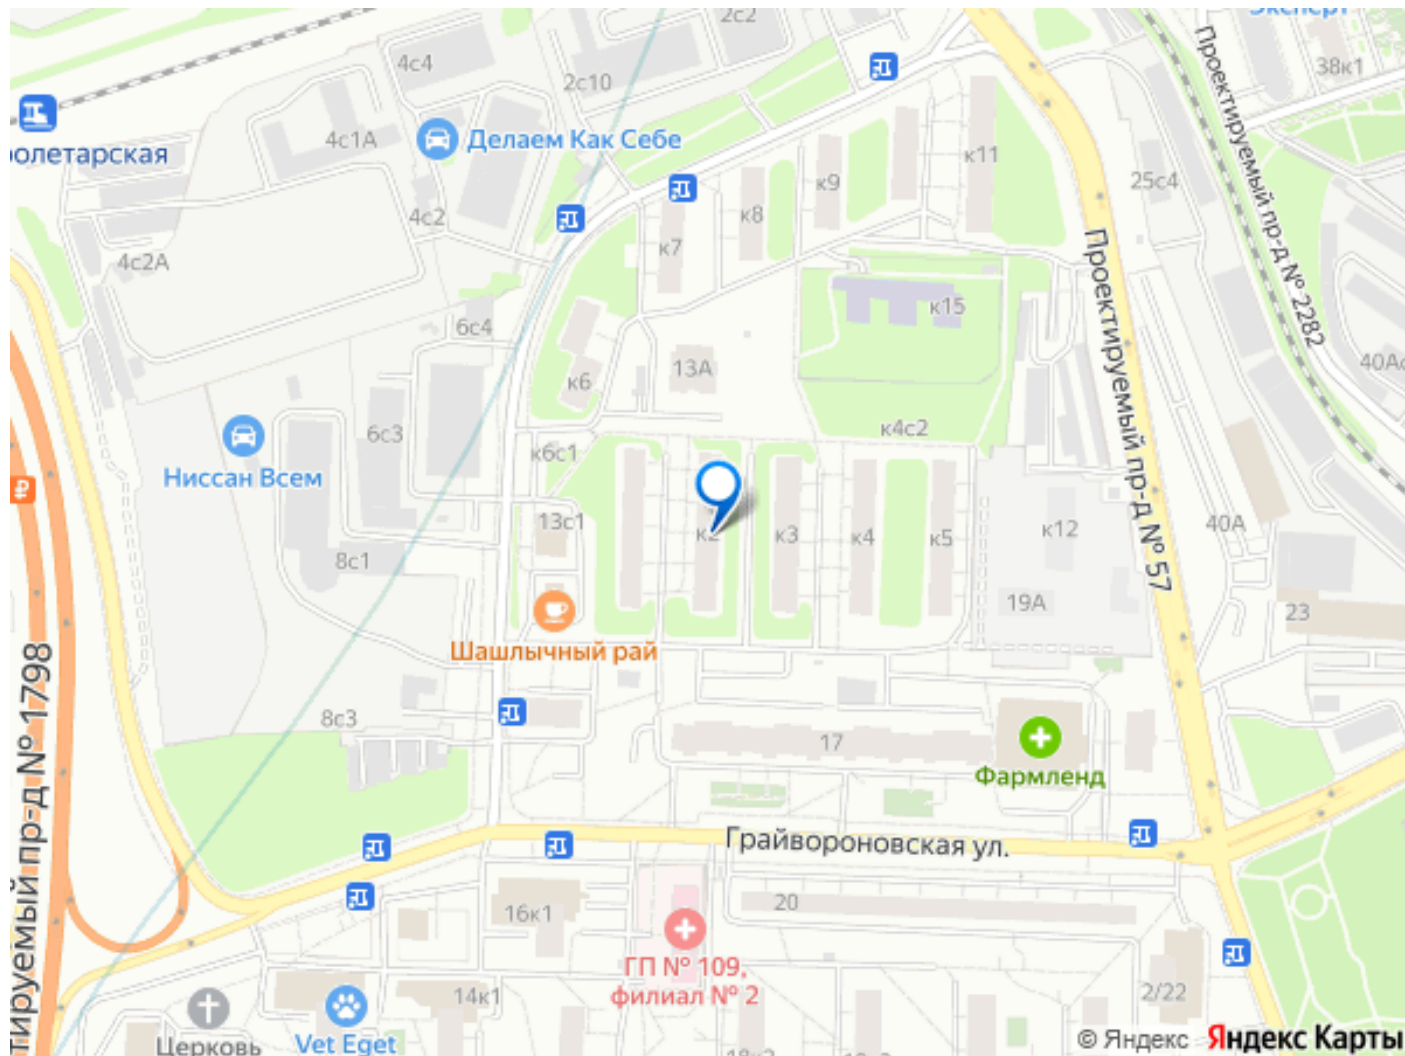 2с2
Эксперт
4с4
2с10
38к1
Проектируемый пр-д № 2282
4с1А
Делаем Как Себе
ролетарская
к11
25с4
к9
4с2
к8
4с2А
к7
Проектируемый пр-д № 57
к15
6с4
13А
к6
к4с2
6с3
к6с1
Ниссан Всем
13с1
40А
к2
к3
к4
к5
к12
8с1
19А
23
Шашлычный рай
8с3
17
Фармленд
тируемый пр-д № 1798
Грайвороновская ул.
16к1
20
ГП № 109,
филиал № 2
14к1
2/22
Церковь
Vet Eget
© Яндекс Яндекс Карты